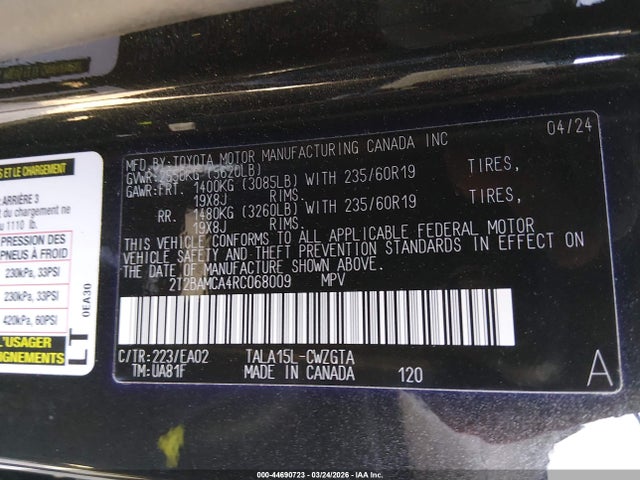 MFD.BY:TOYOTA MOTOR MANUFACTURING CANADA INC 04/24
GVWR:2550KG (5620LB)
GAWR:FRT. 1400KG (3085LB) WITH 235/60R19 TIRES,
19X8J RIMS.
RR. 1480KG (3260LB) WITH 235/60R19 TIRES,
19X8J RIMS.
THIS VEHICLE CONFORMS TO ALL APPLICABLE FEDERAL MOTOR
VEHICLE SAFETY AND THEFT PREVENTION STANDARDS IN EFFECT ON
THE DATE OF MANUFACTURE SHOWN ABOVE.
2T2BAMCA4RC068009 MPV
C/TR:223/EA02 TALA15L-CWZGTA
TM:UA81F MADE IN CANADA 120 A
ET LE CHARGEMENT
ARRIÈRE 3
du chargement ne
1110 lb.
PRESSION DES
PNEUS À FROID
230kPa, 33PSI
230kPa, 33PSI
420kPa, 60PSI
0EA30
LT
000-44690723 - 03/24/2026 - IAA Inc.